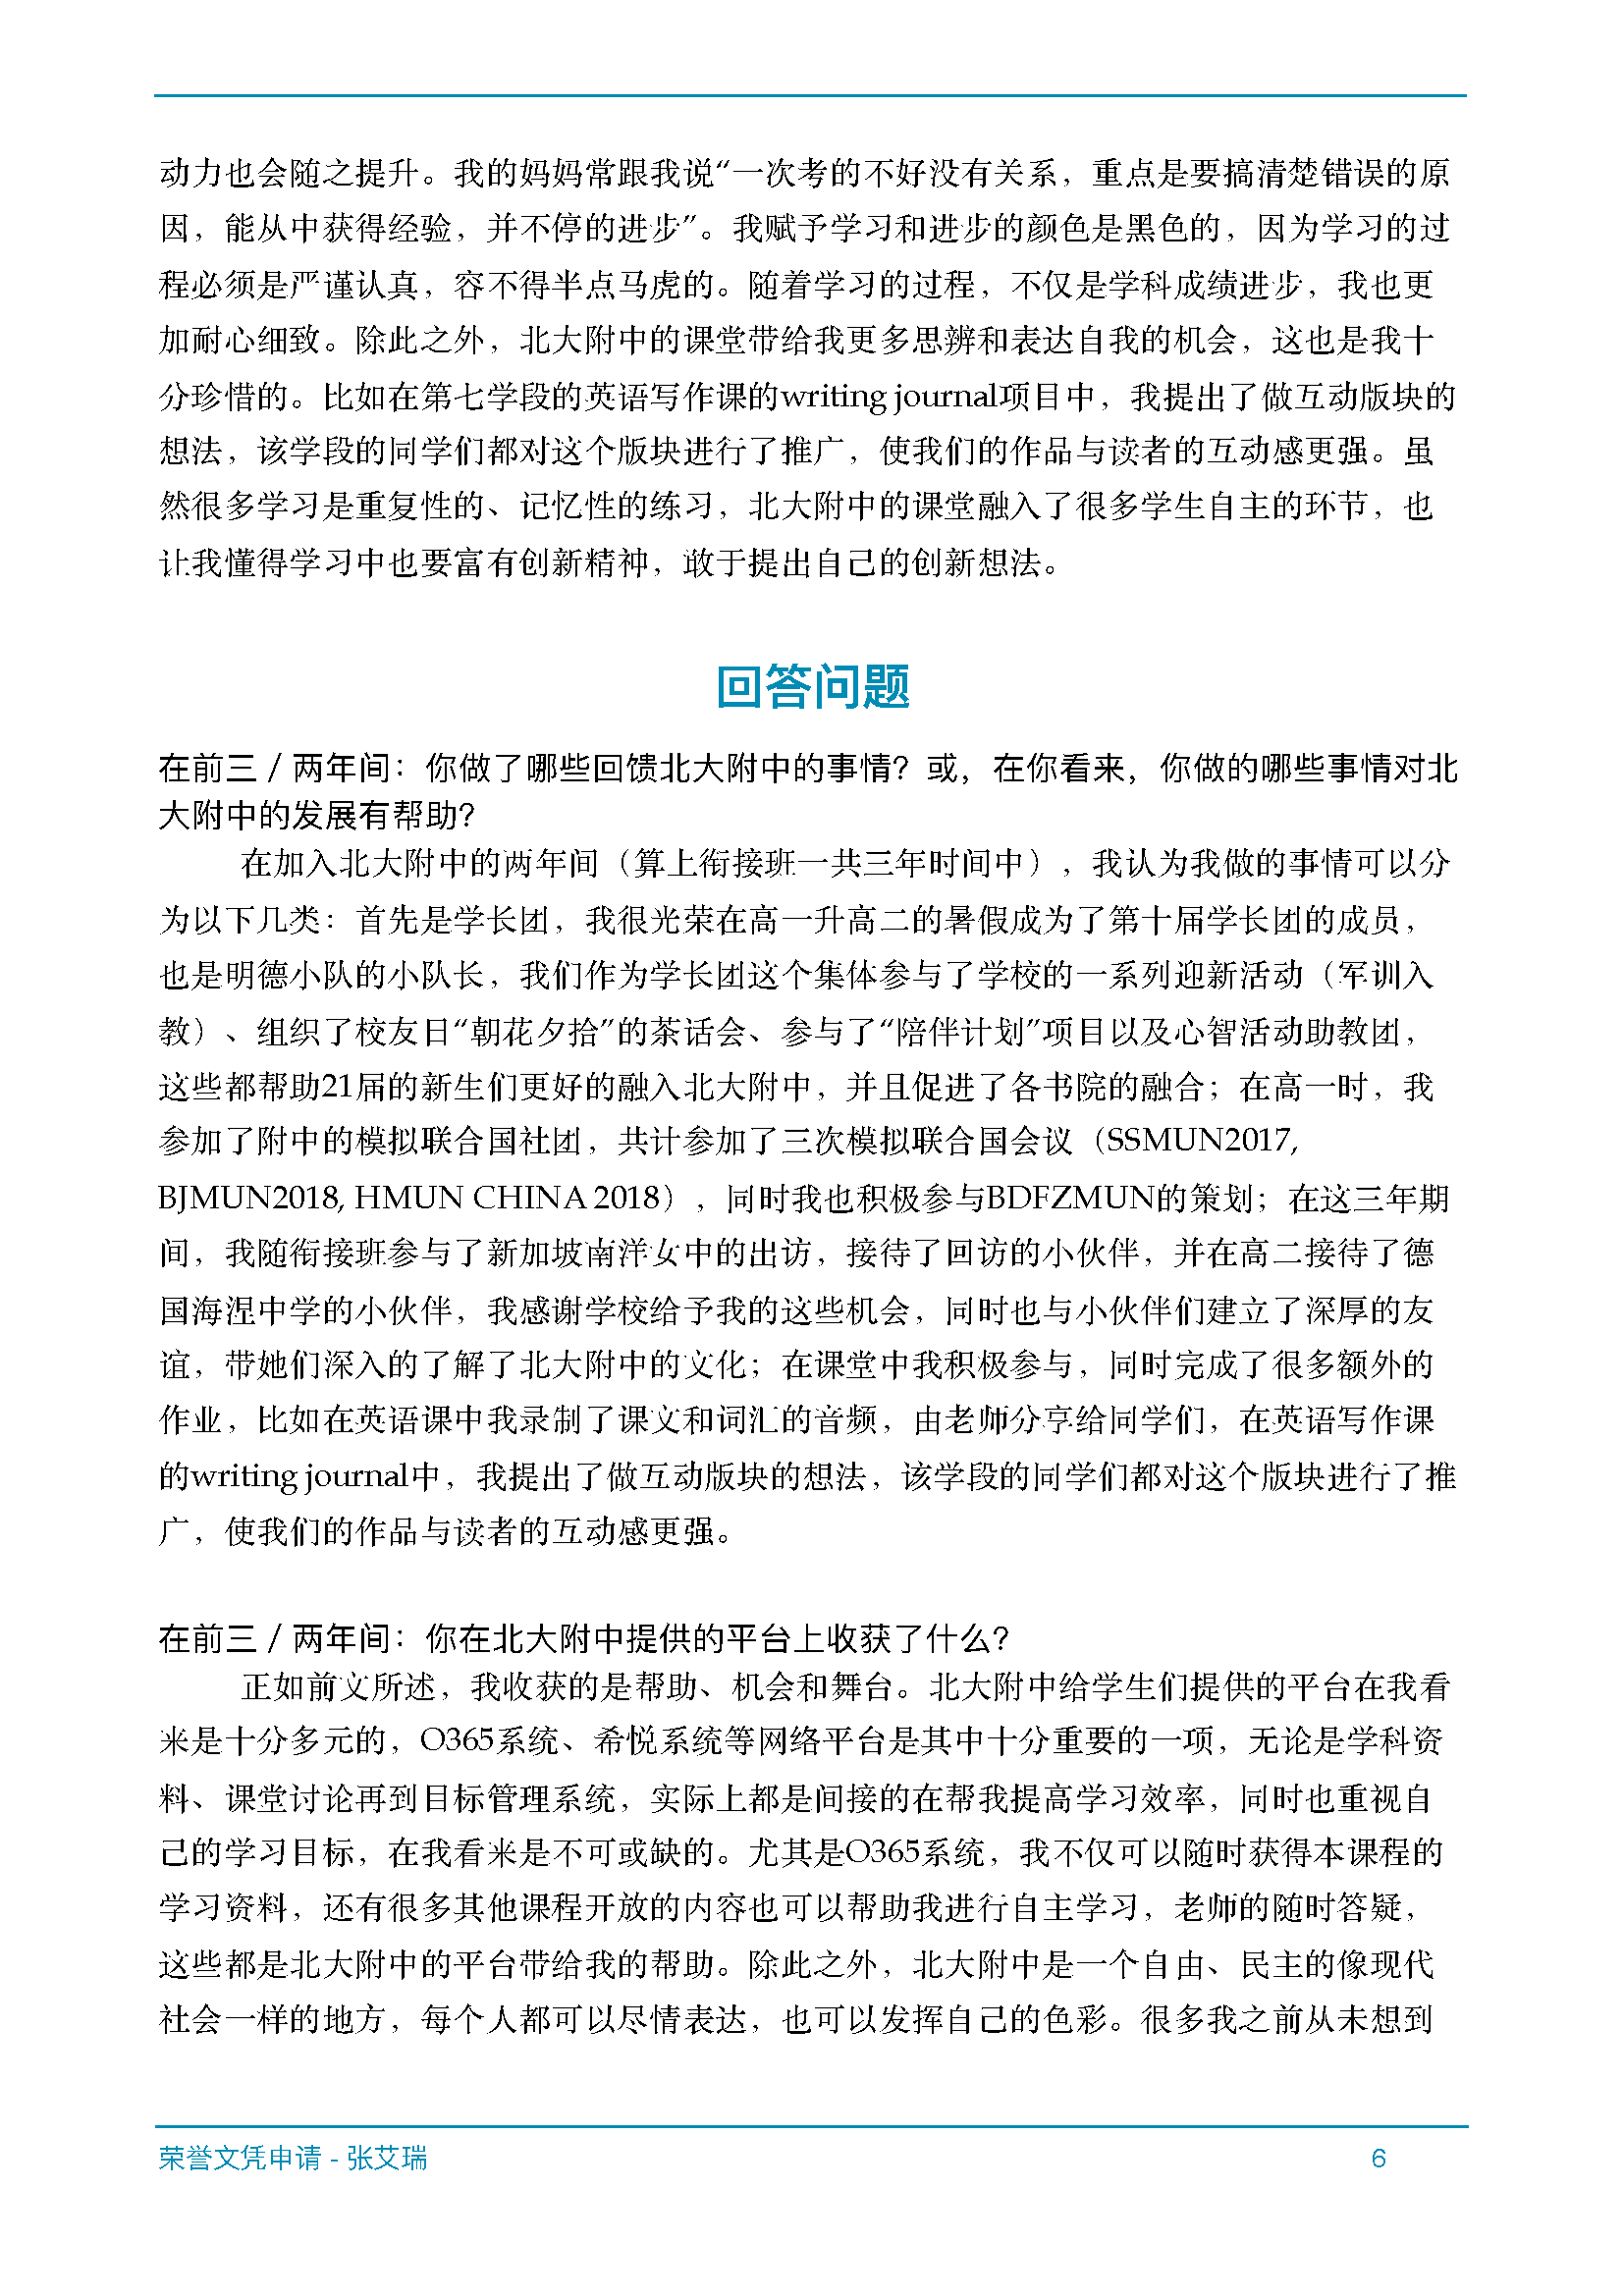 动力也会随之提升。我的妈妈常跟我说“一次考的不好没有关系，重点是要搞清楚错误的原
因，能从中获得经验，并不停的进步”。我赋予学习和进步的颜色是黑色的，因为学习的过
程必须是严谨认真，容不得半点马虎的。随着学习的过程，不仅是学科成绩进步，我也更
加耐心细致。除此之外，北大附中的课堂带给我更多思辨和表达自我的机会，这也是我十
分珍惜的。比如在第七学段的英语写作课的writing journal项目中，我提出了做互动版块的
想法，该学段的同学们都对这个版块进行了推广，使我们的作品与读者的互动感更强。虽
然很多学习是重复性的、记忆性的练习，北大附中的课堂融入了很多学生自主的环节，也
让我懂得学习中也要富有创新精神，敢于提出自己的创新想法。
回答问题
在前三 / 两年间：你做了哪些回馈北大附中的事情？或，在你看来，你做的哪些事情对北
大附中的发展有帮助？
在加入北大附中的两年间（算上衔接班一共三年时间中），我认为我做的事情可以分
为以下几类：首先是学长团，我很光荣在高一升高二的暑假成为了第十届学长团的成员，
也是明德小队的小队长，我们作为学长团这个集体参与了学校的一系列迎新活动（军训入
教）、组织了校友日“朝花夕拾”的茶话会、参与了“陪伴计划”项目以及心智活动助教团，
这些都帮助21届的新生们更好的融入北大附中，并且促进了各书院的融合；在高一时，我
参加了附中的模拟联合国社团，共计参加了三次模拟联合国会议（SSMUN2017,
BJMUN2018, HMUN CHINA 2018），同时我也积极参与BDFZMUN的策划；在这三年期
间，我随衔接班参与了新加坡南洋女中的出访，接待了回访的小伙伴，并在高二接待了德
国海涅中学的小伙伴，我感谢学校给予我的这些机会，同时也与小伙伴们建立了深厚的友
谊，带她们深入的了解了北大附中的文化；在课堂中我积极参与，同时完成了很多额外的
作业，比如在英语课中我录制了课文和词汇的音频，由老师分享给同学们，在英语写作课
的writing journal中，我提出了做互动版块的想法，该学段的同学们都对这个版块进行了推
广，使我们的作品与读者的互动感更强。
在前三 / 两年间：你在北大附中提供的平台上收获了什么？
正如前文所述，我收获的是帮助、机会和舞台。北大附中给学生们提供的平台在我看
来是十分多元的，O365系统、希悦系统等网络平台是其中十分重要的一项，无论是学科资
料、课堂讨论再到目标管理系统，实际上都是间接的在帮我提高学习效率，同时也重视自
己的学习目标，在我看来是不可或缺的。尤其是O365系统，我不仅可以随时获得本课程的
学习资料，还有很多其他课程开放的内容也可以帮助我进行自主学习，老师的随时答疑，
这些都是北大附中的平台带给我的帮助。除此之外，北大附中是一个自由、民主的像现代
社会一样的地方，每个人都可以尽情表达，也可以发挥自己的色彩。很多我之前从未想到
荣誉文凭申请 - 张艾瑞
6